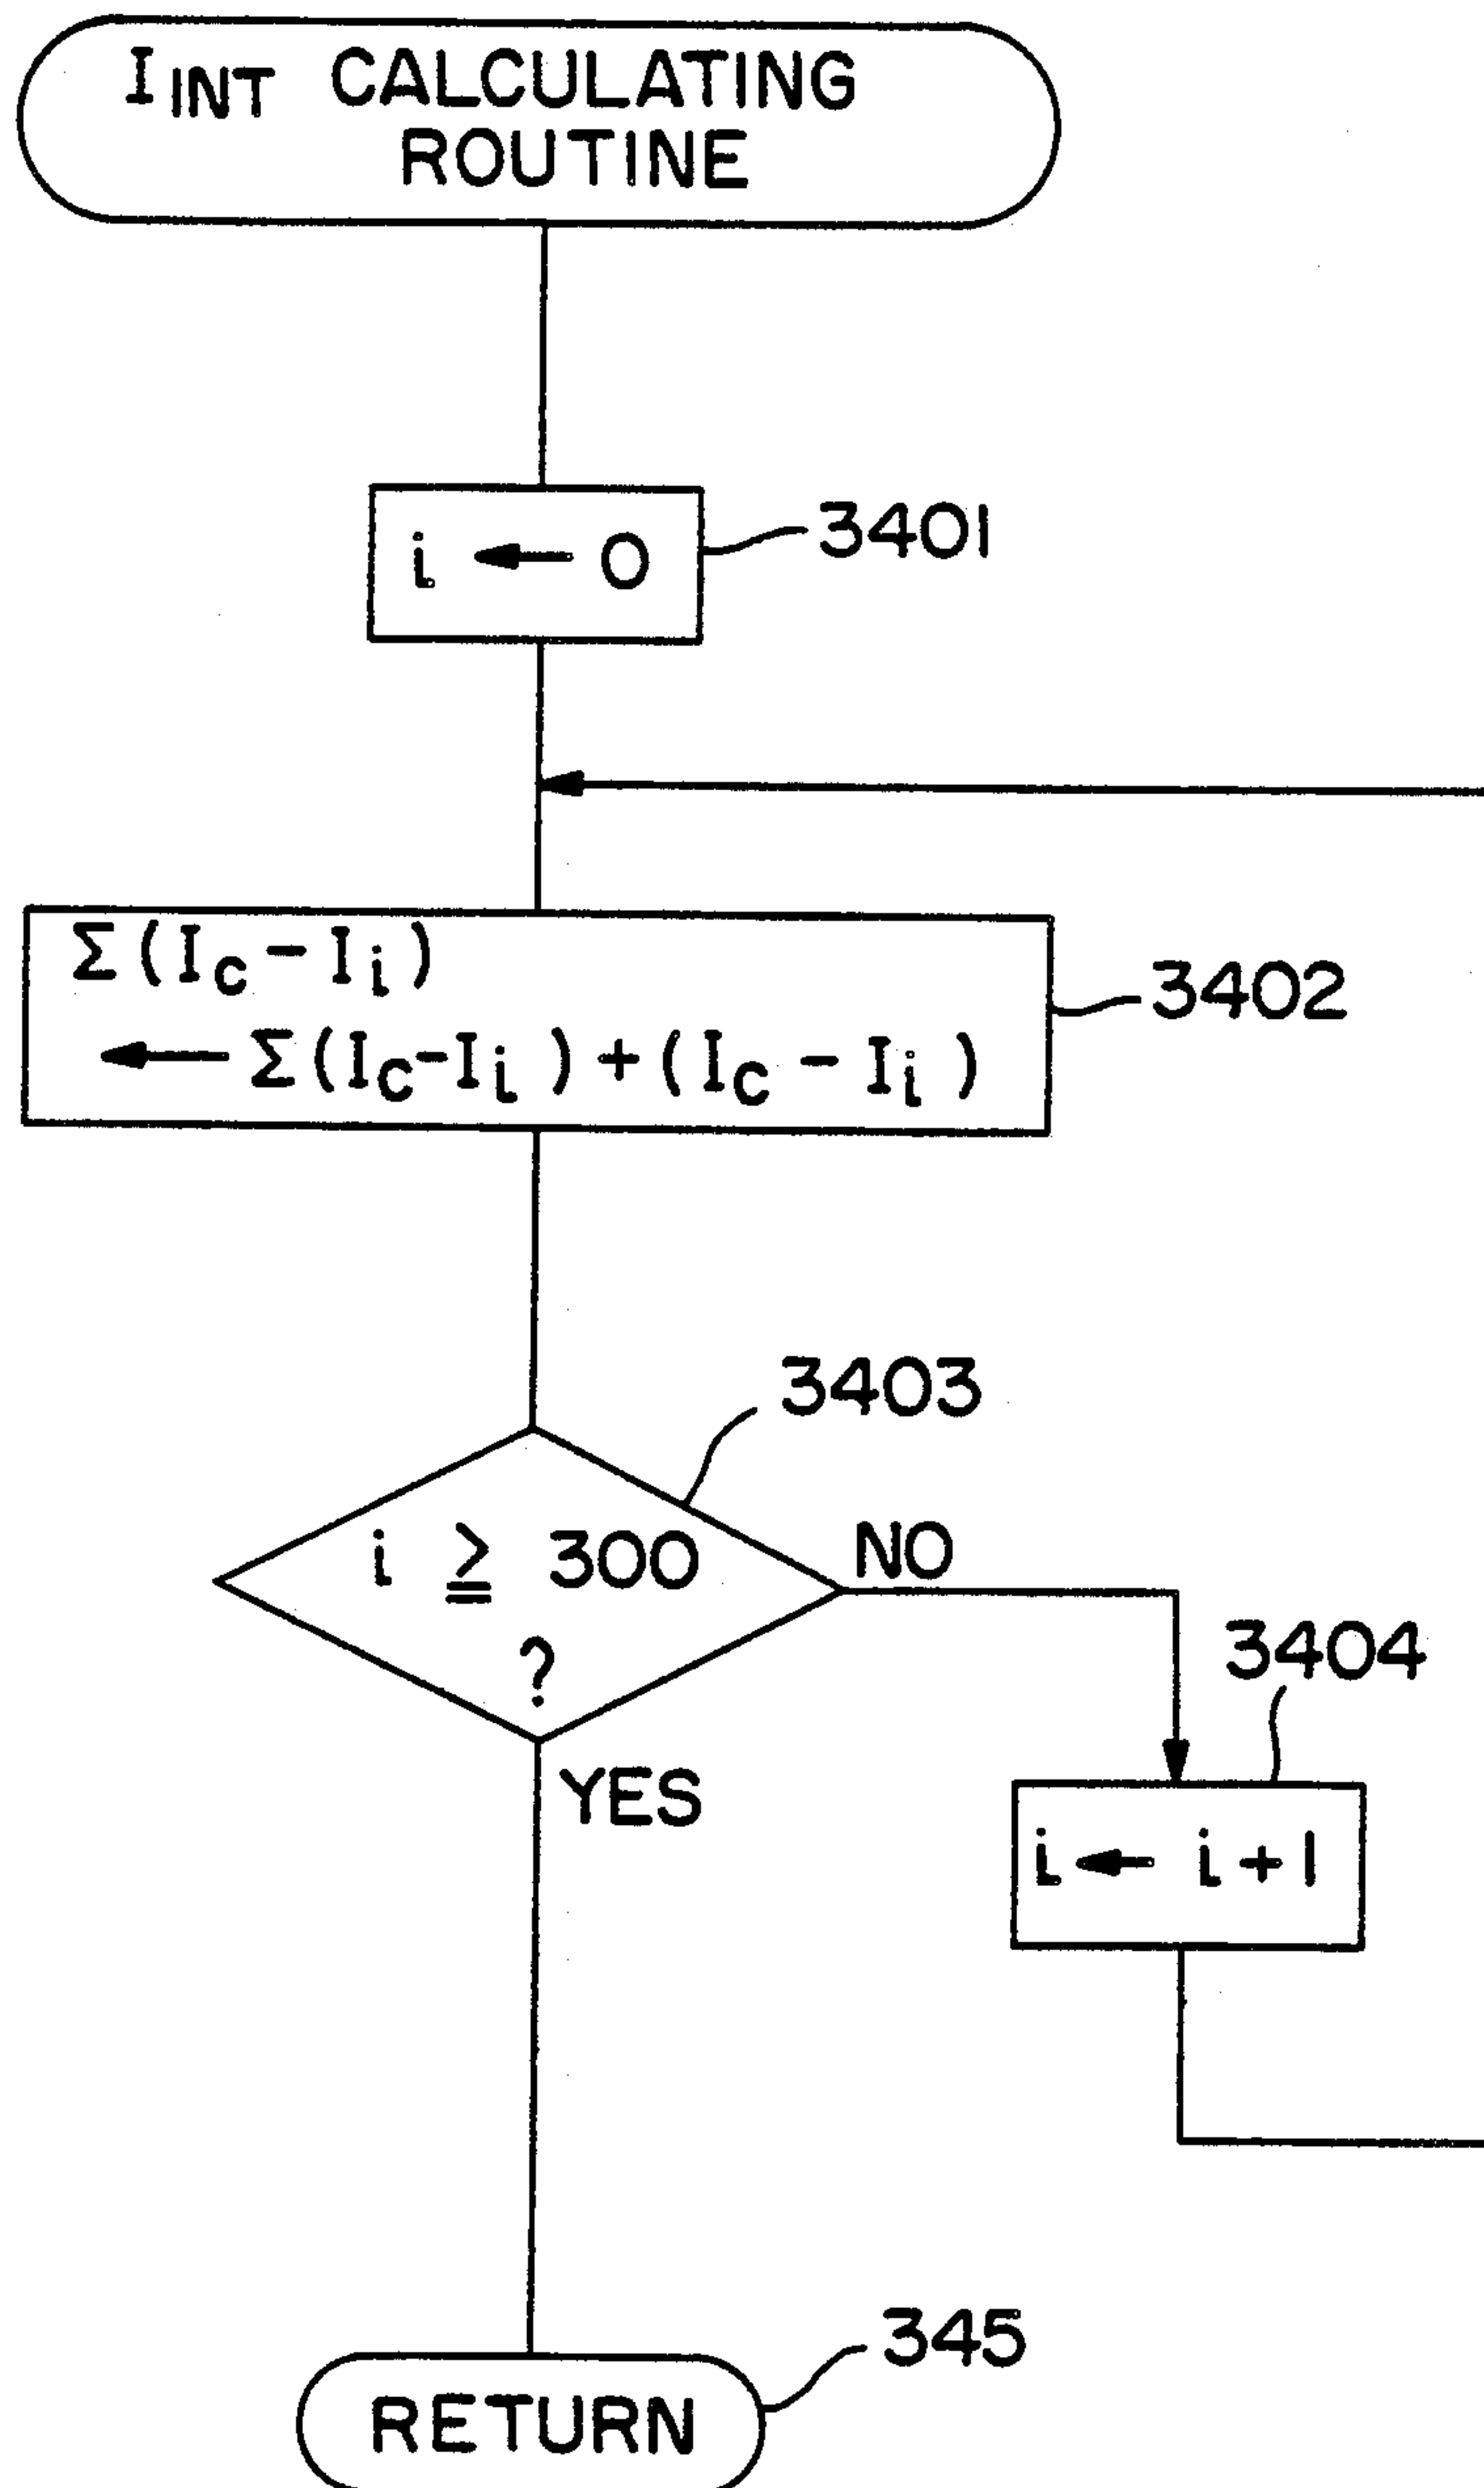 I INT CALCULATING
ROUTINE
i ← 0
3401
Σ(Ic-Ii)
← Σ(Ic-Ii)+(Ic-Ii)
3402
3403
i ≧ 300
?
NO
YES
3404
i ← i+1
345
RETURN